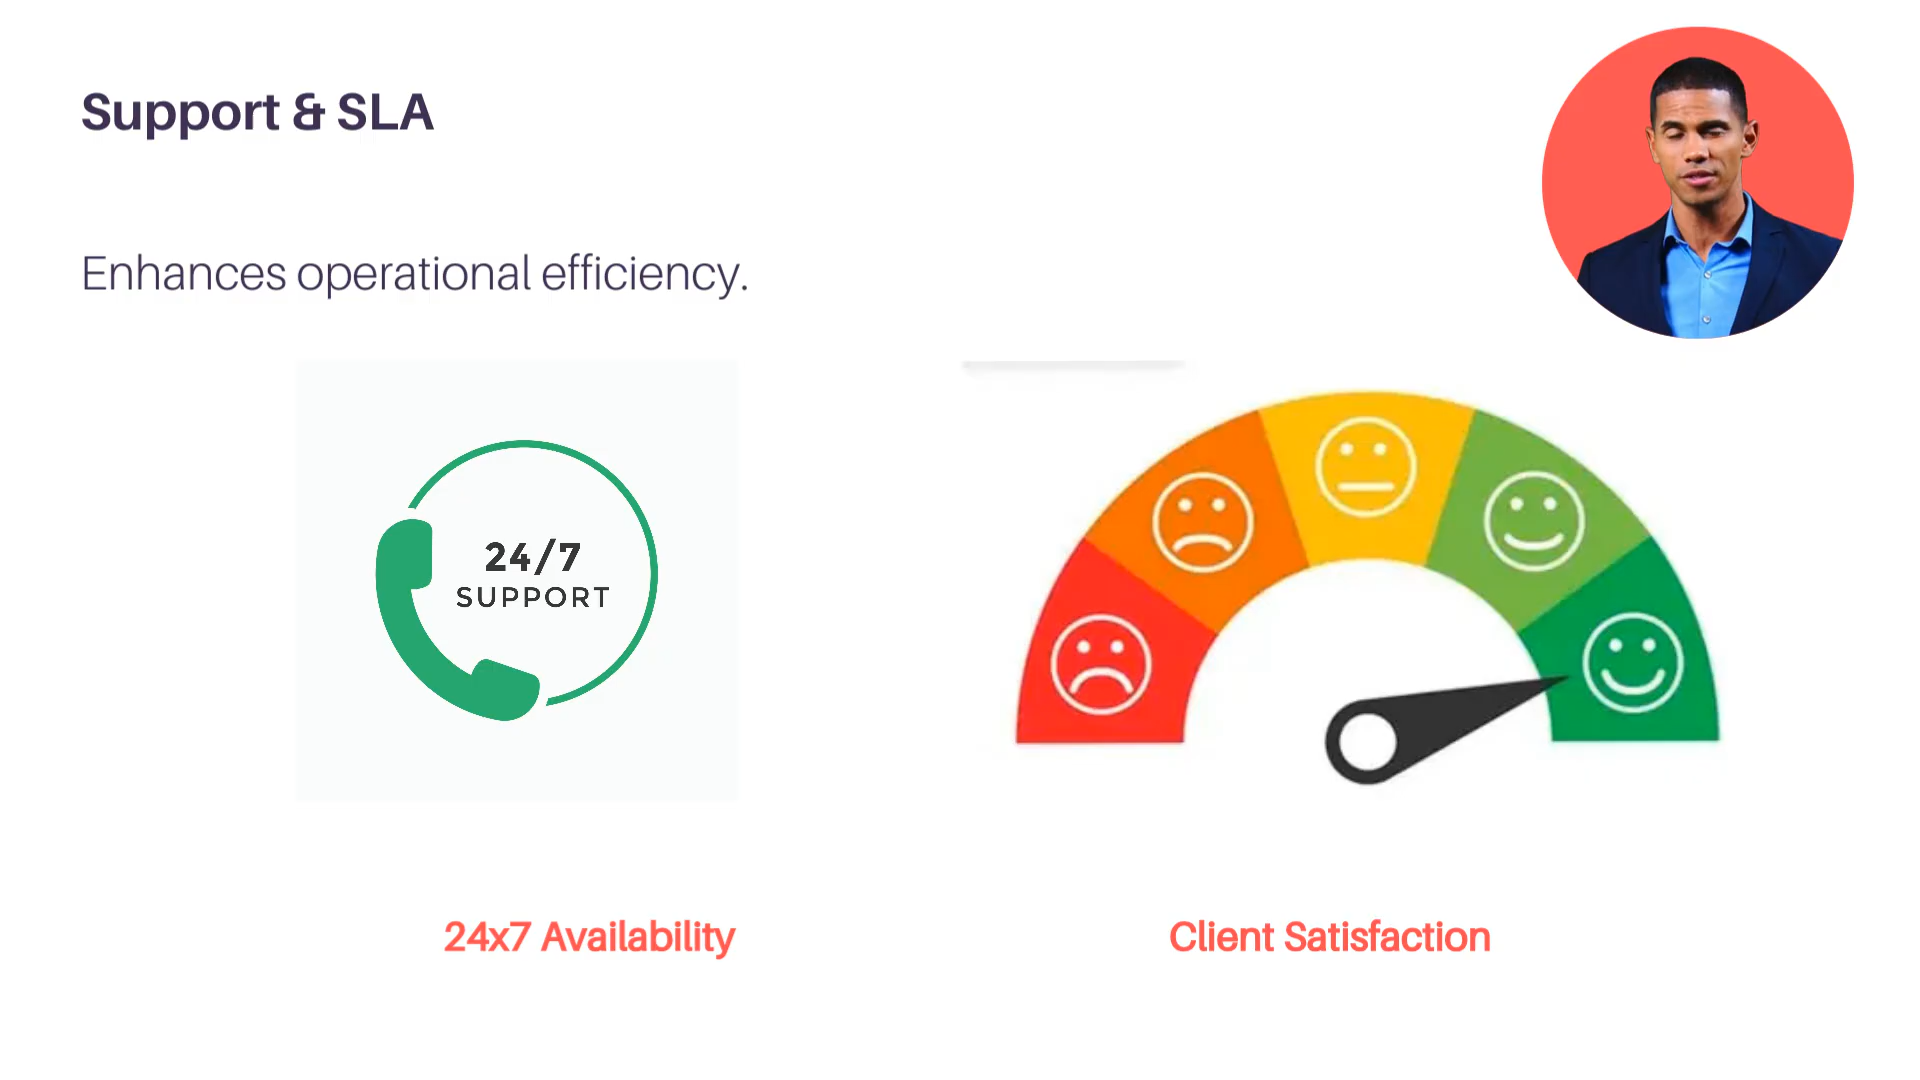 Support & SLA
Enhances operational efficiency.
24/7
SUPPORT
24x7 Availability
Client Satisfaction